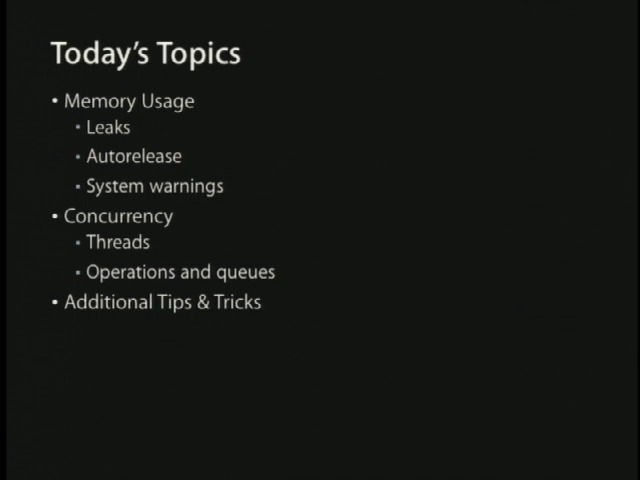 Today's Topics
• Memory Usage
• Leaks
• Autorelease
• System warnings
• Concurrency
• Threads
• Operations and queues
• Additional Tips & Tricks